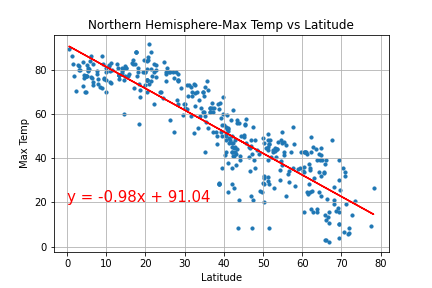 Northern Hemisphere-Max Temp vs Latitude
Max Temp
80
60
40
20
0
y = -0.98x + 91.04
0 10 20 30 40 50 60 70 80
Latitude